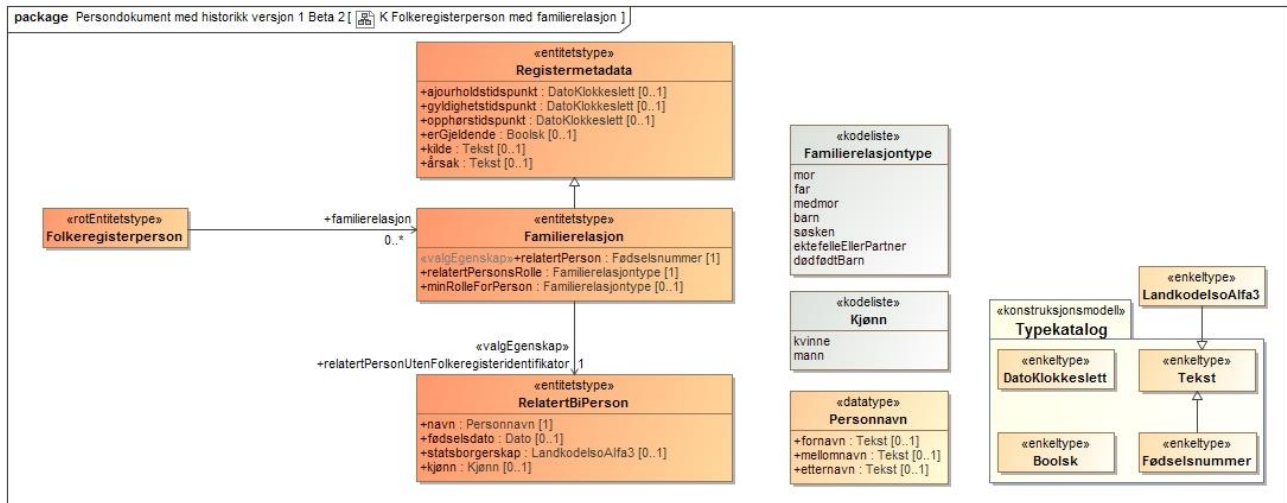 package Persondokument med historikk versjon 1 Beta 2 [ K Folkeregisterperson med familierelasjon ]
«entitetstype»
Registermetadata
+ajourholdstidspunkt : DatoKlokkeslett [0..1]
+gyldighetstidspunkt : DatoKlokkeslett [0..1]
+opphørstidspunkt : DatoKlokkeslett [0..1]
+erGjeldende : Boolsk [0..1]
+kilde : Tekst [0..1]
+årsak : Tekst [0..1]
«rotEntitetstype»
Folkeregisterperson
+familierelasjon
0..*
«entitetstype»
Familierelasjon
«valgEgenskap»+relatertPerson : Fødselsnummer [1]
+relatertPersonsRolle : Familierelasjontype [1]
+minRolleForPerson : Familierelasjontype [0..1]
«valgEgenskap»
+relatertPersonUtenFolkeregisteridentifikator 1
«entitetstype»
RelatertBiPerson
+navn : Personnavn [1]
+fødselsdato : Dato [0..1]
+statsborgerskap : LandkodeIsoAlfa3 [0..1]
+kjønn : Kjønn [0..1]
«kodeliste»
Familierelasjontype
mor
far
medmor
barn
søsken
ektefelleEllerPartner
dødfødtBarn
«kodeliste»
Kjønn
kvinne
mann
«datatype»
Personnavn
+fornavn : Tekst [0..1]
+mellomnavn : Tekst [0..1]
+etternavn : Tekst [0..1]
«enkeltype»
LandkodeIsoAlfa3
«konstruksjonsmodell»
Typekatalog
«enkeltype»
DatoKlokkeslett
«enkeltype»
Tekst
«enkeltype»
Boolsk
«enkeltype»
Fødselsnummer